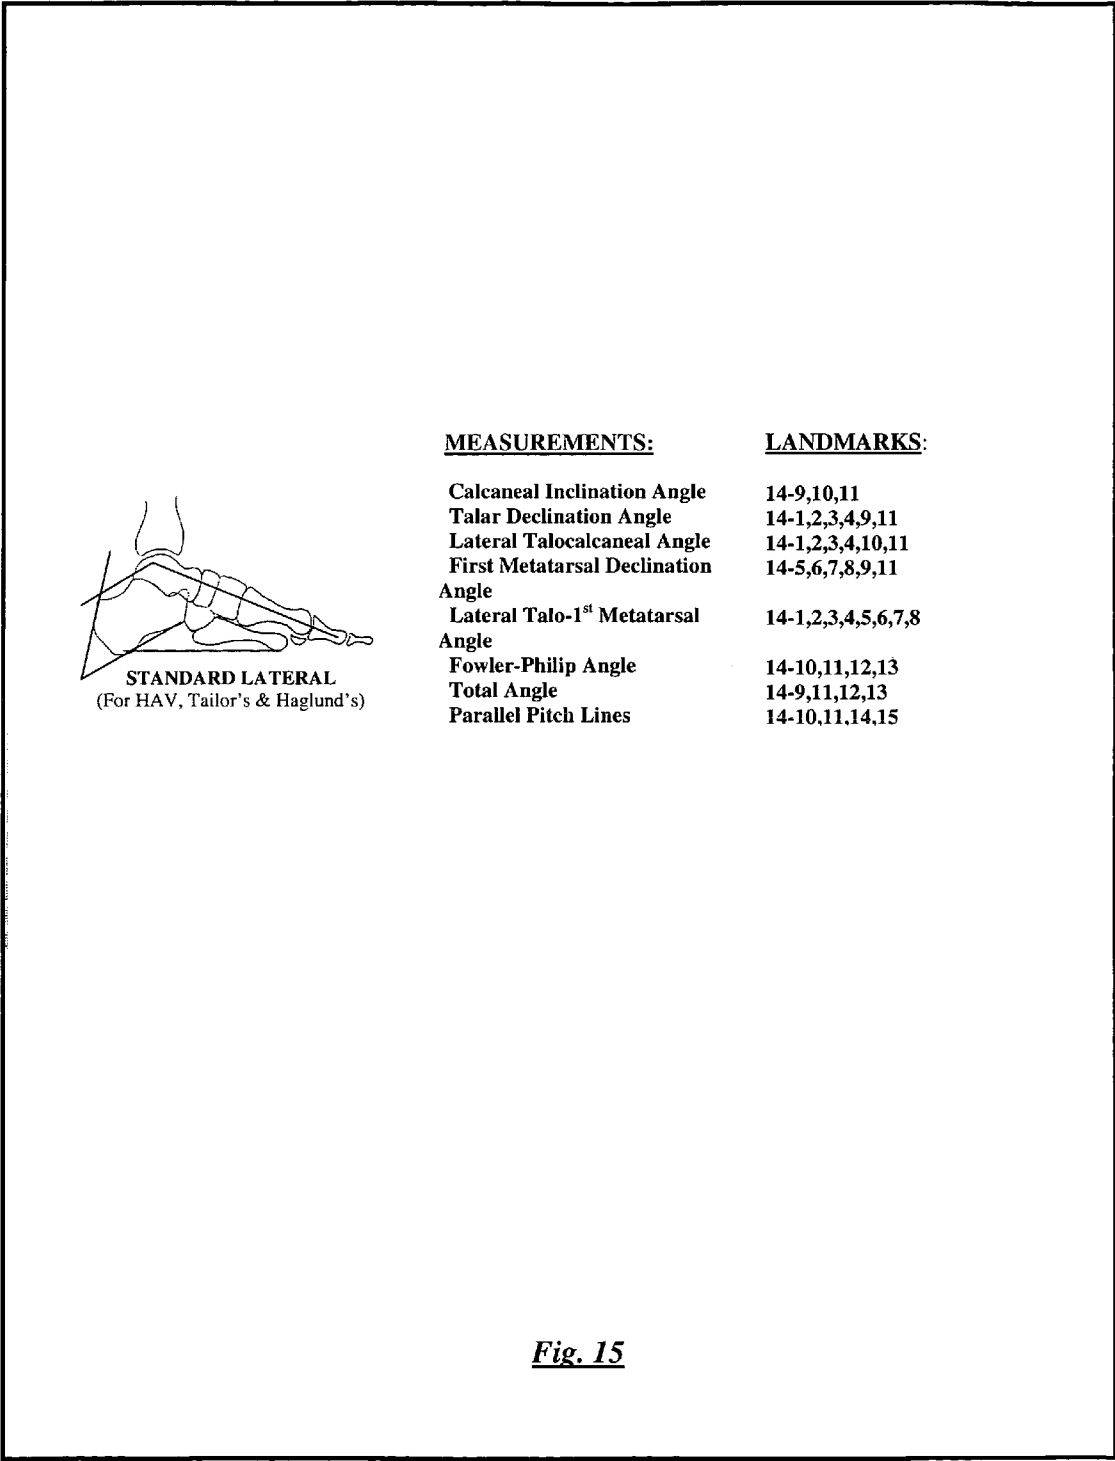 MEASUREMENTS: LANDMARKS:
Calcaneal Inclination Angle 14-9,10,11
Talar Declination Angle 14-1,2,3,4,9,11
Lateral Talocalcaneal Angle 14-1,2,3,4,10,11
First Metatarsal Declination 14-5,6,7,8,9,11
Angle
Lateral Talo-1st Metatarsal 14-1,2,3,4,5,6,7,8
Angle
Fowler-Philip Angle 14-10,11,12,13
Total Angle 14-9,11,12,13
Parallel Pitch Lines 14-10,11,14,15
STANDARD LATERAL
(For HAV, Tailor's & Haglund's)
Fig. 15